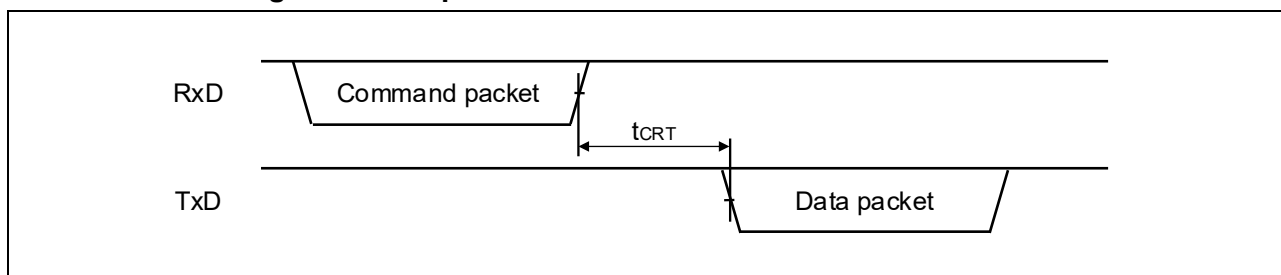 RxD
Command packet
tCRT
TxD
Data packet